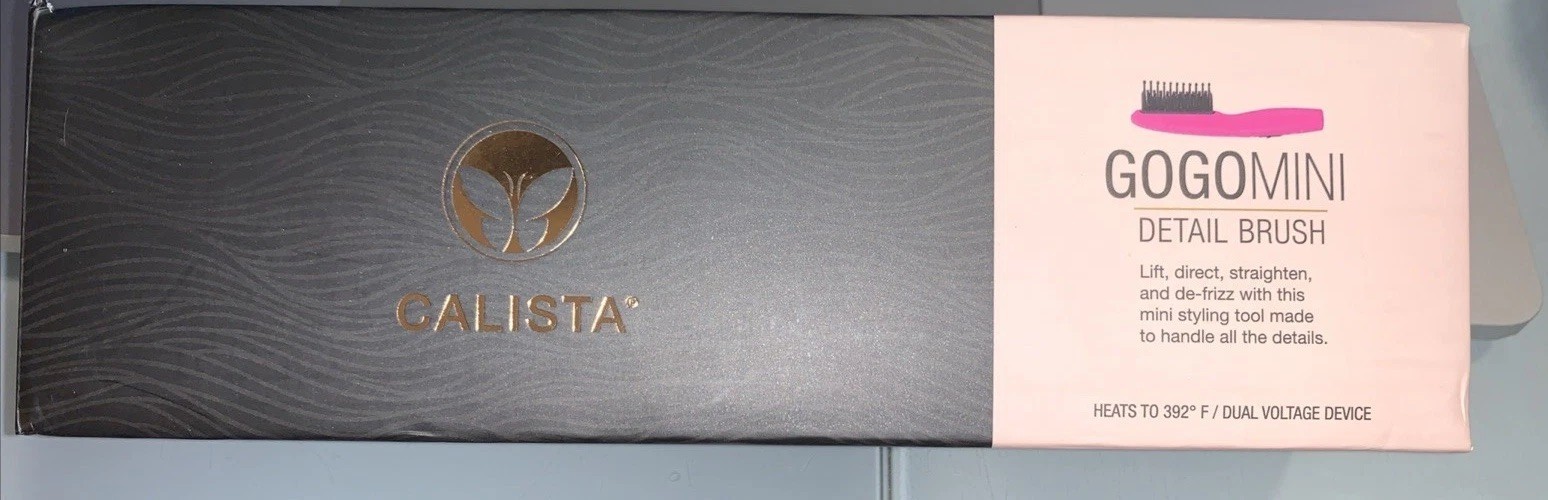 CALISTA®
GOGOMINI
DETAIL BRUSH
Lift, direct, straighten,
and de-frizz with this
mini styling tool made
to handle all the details.
HEATS TO 392° F / DUAL VOLTAGE DEVICE